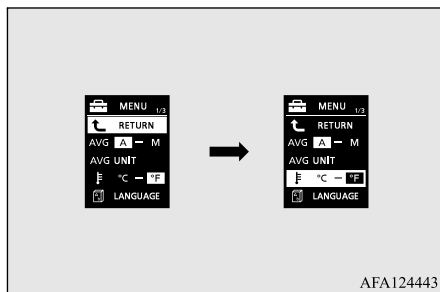 MENU 1/3
RETURN
AVG A – M
AVG UNIT
°C – °F
LANGUAGE
MENU 1/3
RETURN
AVG A – M
AVG UNIT
°C – °F
LANGUAGE
AFA124443